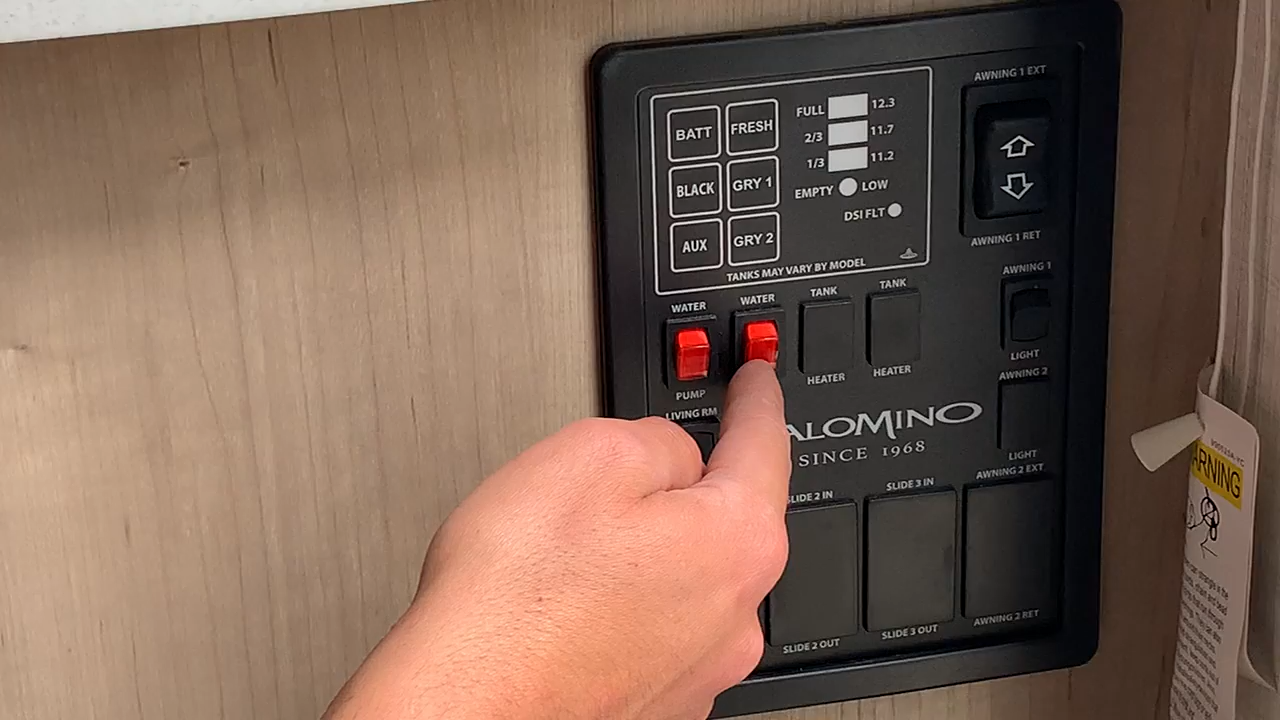 AWNING 1 EXT
BATT FRESH
FULL 12.3
2/3 11.7
1/3 11.2
BLACK GRY 1
EMPTY LOW
DSI FLT
AUX GRY 2
TANKS MAY VARY BY MODEL
AWNING 1 RET
WATER
PUMP
WATER
TANK
HEATER
TANK
HEATER
AWNING 1
LIGHT
AWNING 2
LIGHT
LIVING RM
ALOMINO
SINCE 1968
SLIDE 2 IN
SLIDE 2 OUT
SLIDE 3 IN
SLIDE 3 OUT
AWNING 2 EXT
AWNING 2 RET
ARNING